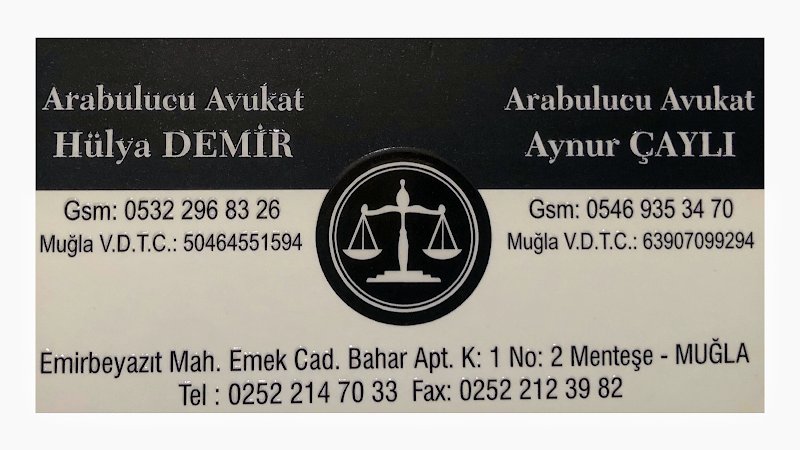 Arabulucu Avukat
Hülya DEMİR
Gsm: 0532 296 83 26
Muğla V.D.T.C.: 50464551594
Arabulucu Avukat
Aynur ÇAYLI
Gsm: 0546 935 34 70
Muğla V.D.T.C.: 63907099294
Emirbeyazıt Mah. Emek Cad. Bahar Apt. K: 1 No: 2 Menteşe - MUĞLA
Tel : 0252 214 70 33 Fax: 0252 212 39 82